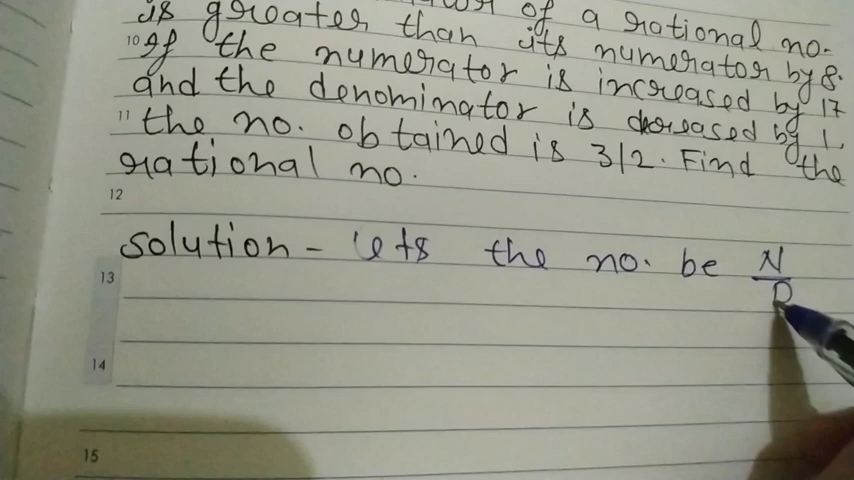 of a rational no.
is greater than its numerator by 8.
10 If the numerator is increased by 17
and the denominator is decreased by 1,
11 the no. obtained is 3/2. Find the
rational no.
12
solution - lets the no. be N
D
13
14
15